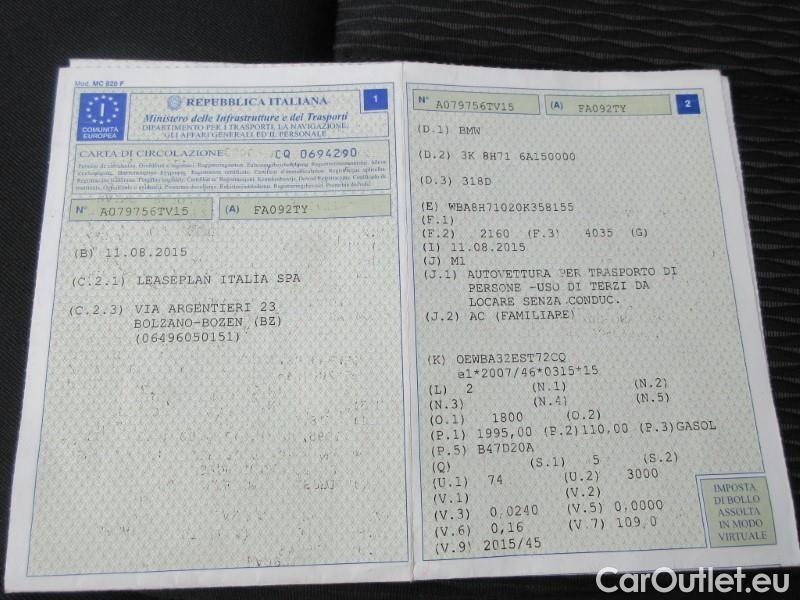 Mod. MC 820 F
REPUBBLICA ITALIANA
1
I
COMUNITÀ
EUROPEA
Ministero delle Infrastrutture e dei Trasporti
DIPARTIMENTO PER I TRASPORTI, LA NAVIGAZIONE,
GLI AFFARI GENERALI ED IL PERSONALE
CARTA DI CIRCOLAZIONE CQ 0694290
N° A079756TV15 (A) FA092TY
(B) 11.08.2015
(C.2.1) LEASEPLAN ITALIA SPA
(C.2.3) VIA ARGENTIERI 23
BOLZANO-BOZEN (BZ)
(06496050151)
N° A079756TV15 (A) FA092TY 2
(D.1) BMW
(D.2) 3K 8H71 6A150000
(D.3) 318D
(E) WBA8H71020K358155
(F.1)
(F.2) 2160 (F.3) 4035 (G)
(I) 11.08.2015
(J) M1
(J.1) AUTOVETTURA PER TRASPORTO DI
PERSONE -USO DI TERZI DA
LOCARE SENZA CONDUC.
(J.2) AC (FAMILIARE)
(K) OEWBA32EST72CQ
e1*2007/46*0315*15
(L) 2 (N.1) (N.2)
(N.3) (N.4) (N.5)
(O.1) 1800 (O.2)
(P.1) 1995,00 (P.2)110,00 (P.3)GASOL
(P.5) B47D20A
(Q) (S.1) 5 (S.2)
(U.1) 74 (U.2) 3000
(V.1) (V.2)
(V.3) 0,0240 (V.5) 0,0000
(V.6) 0,16 (V.7) 109,0
(V.9) 2015/45
IMPOSTA
DI BOLLO
ASSOLTA
IN MODO
VIRTUALE
CarOutlet.eu